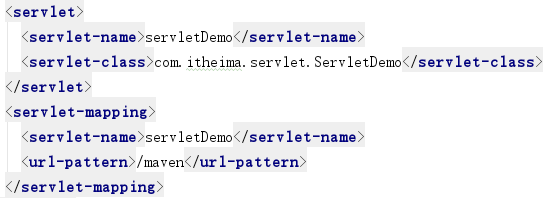 <servlet>
<servlet-name>servletDemo</servlet-name>
<servlet-class>com.itheima.servlet.ServletDemo</servlet-class>
</servlet>
<servlet-mapping>
<servlet-name>servletDemo</servlet-name>
<url-pattern>/maven</url-pattern>
</servlet-mapping>